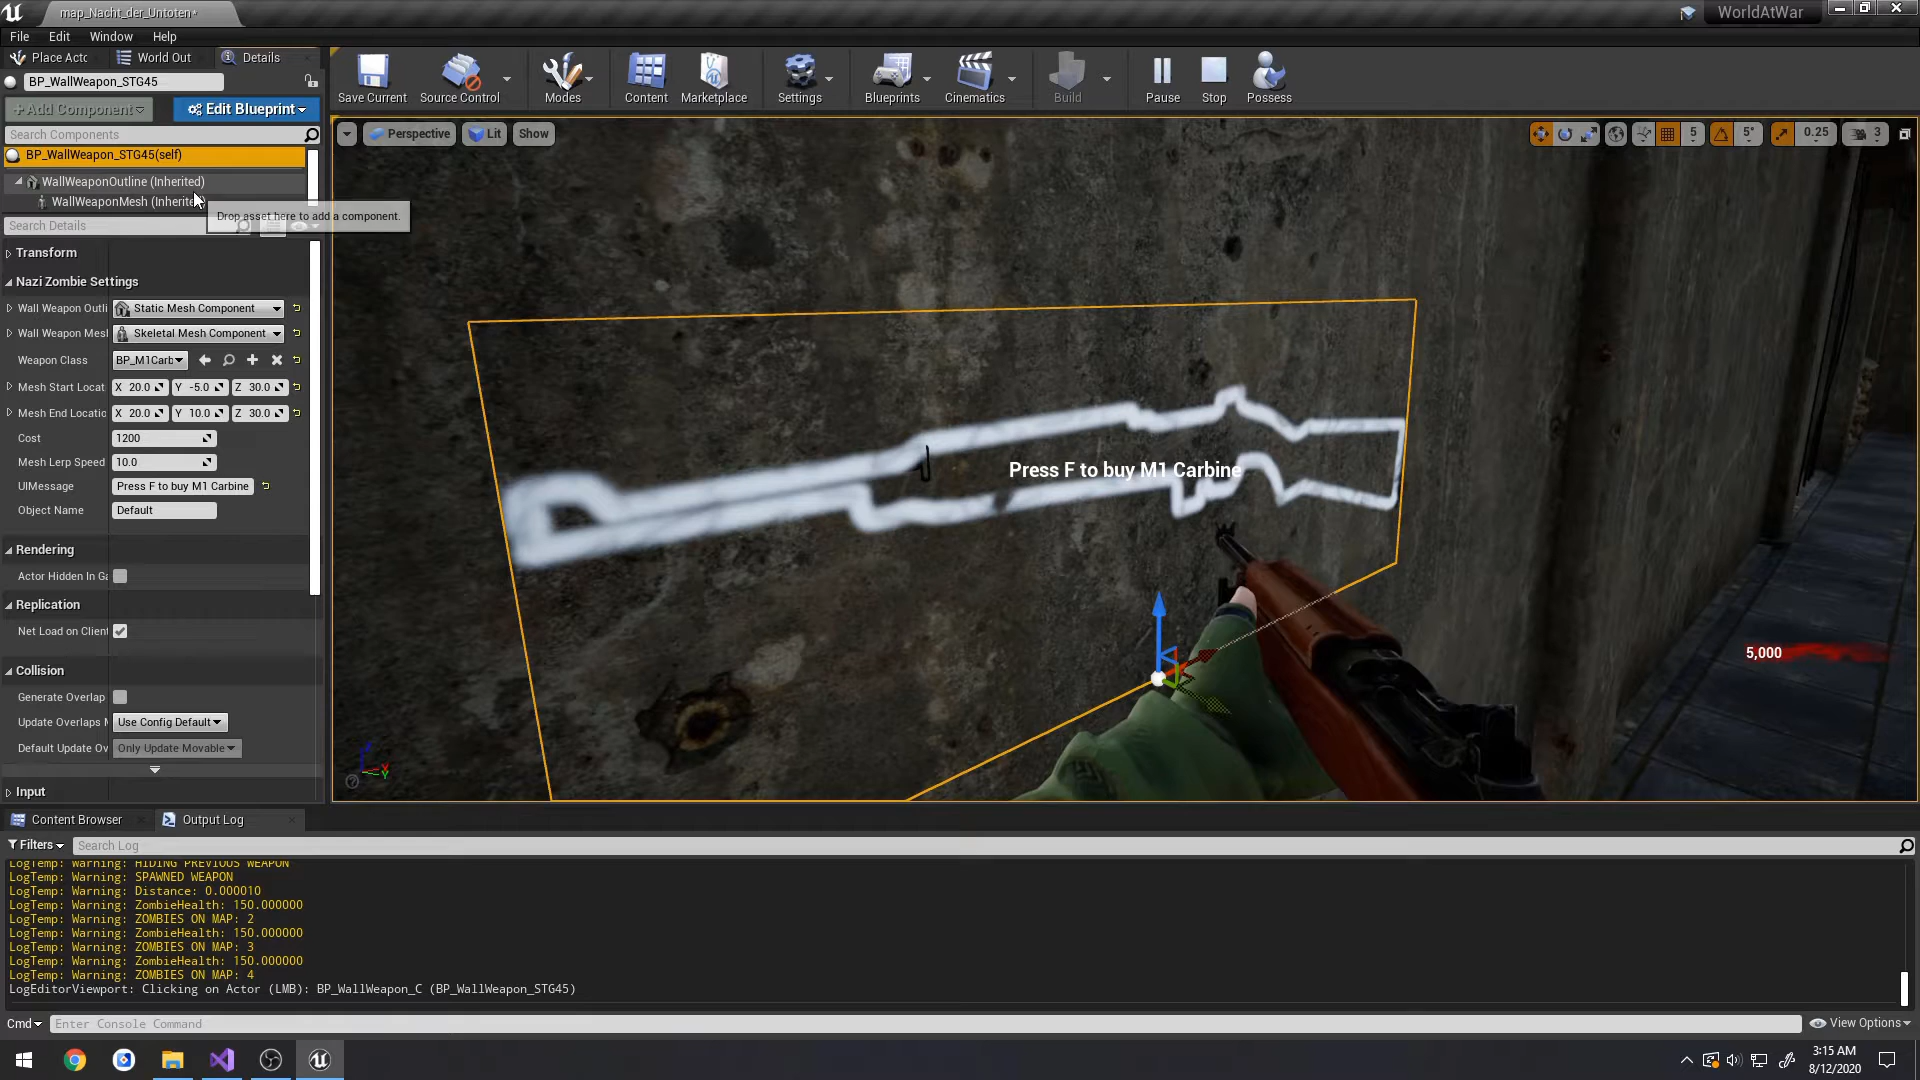 map_Nacht_der_Untoten*
WorldAtWar
File Edit Window Help
Place Actc World Out Details
BP_WallWeapon_STG45
+ Add Component Edit Blueprint
Search Components
BP_WallWeapon_STG45(self)
WallWeaponOutline (Inherited)
WallWeaponMesh (Inherite
Drop asset here to add a component.
Search Details
Transform
Nazi Zombie Settings
Wall Weapon Outli Static Mesh Component
Wall Weapon Mesh Skeletal Mesh Component
Weapon Class BP_M1Carb
Mesh Start Locat X 20.0 Y -5.0 Z 30.0
Mesh End Locatio X 20.0 Y 10.0 Z 30.0
Cost 1200
Mesh Lerp Speed 10.0
UIMessage Press F to buy M1 Carbine
Object Name Default
Rendering
Actor Hidden In Ga
Replication
Net Load on Client
Collision
Generate Overlap
Update Overlaps M Use Config Default
Default Update Ov Only Update Movable
Input
Save Current Source Control Modes Content Marketplace Settings Blueprints Cinematics Build Pause Stop Possess
Perspective Lit Show
5 5° 0.25 3
Press F to buy M1 Carbine
5,000
Content Browser Output Log
Filters Search Log
LogTemp: Warning: HIDING PREVIOUS WEAPON
LogTemp: Warning: SPAWNED WEAPON
LogTemp: Warning: Distance: 0.000010
LogTemp: Warning: ZombieHealth: 150.000000
LogTemp: Warning: ZOMBIES ON MAP: 2
LogTemp: Warning: ZombieHealth: 150.000000
LogTemp: Warning: ZOMBIES ON MAP: 3
LogTemp: Warning: ZombieHealth: 150.000000
LogTemp: Warning: ZOMBIES ON MAP: 4
LogEditorViewport: Clicking on Actor (LMB): BP_WallWeapon_C (BP_WallWeapon_STG45)
Cmd Enter Console Command View Options
3:15 AM
8/12/2020